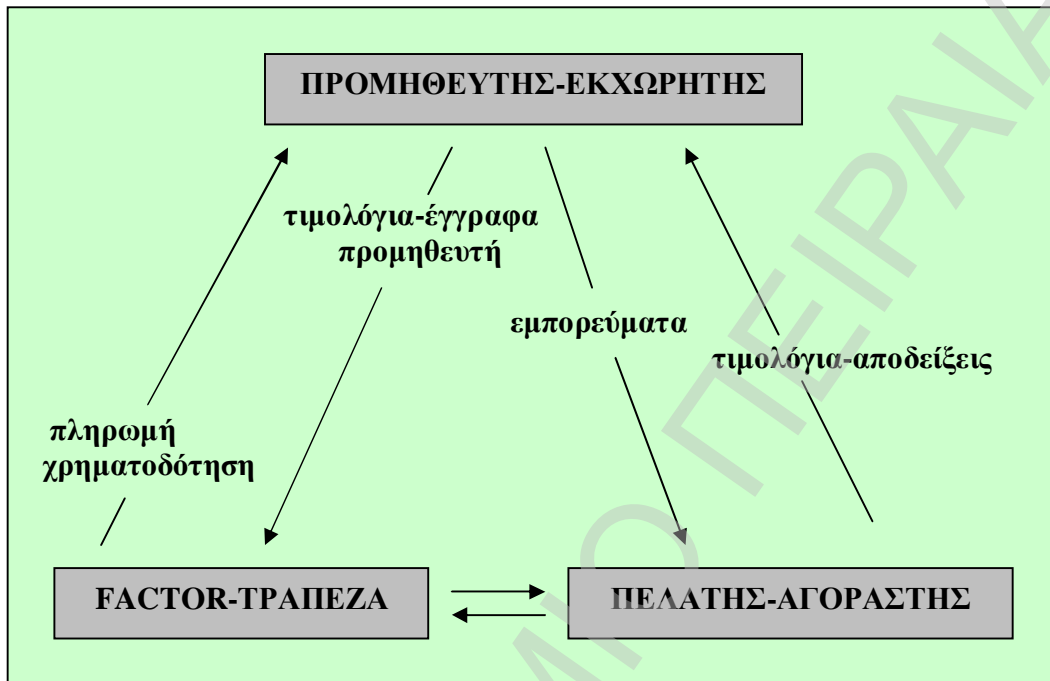 ΠΡΟΜΗΘΕΥΤΗΣ-ΕΚΧΩΡΗΤΗΣ
τιμολόγια-έγγραφα
προμηθευτή
εμπορεύματα
τιμολόγια-αποδείξεις
πληρωμή
χρηματοδότηση
FACTOR-ΤΡΑΠΕΖΑ
ΠΕΛΑΤΗΣ-ΑΓΟΡΑΣΤΗΣ